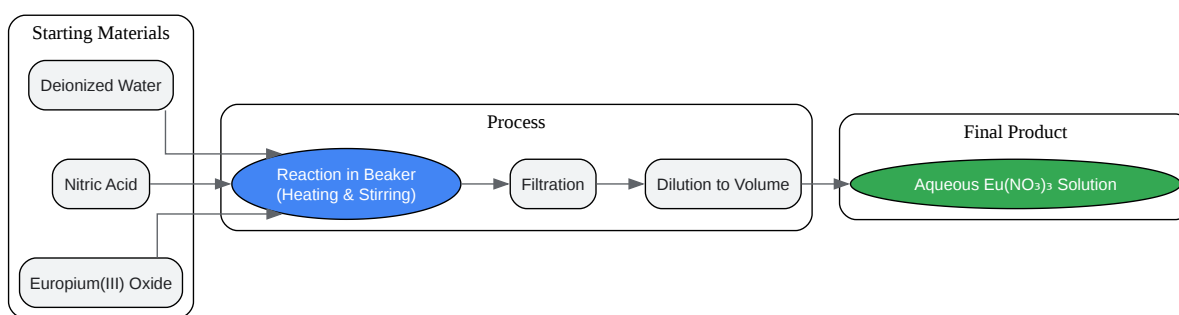 Starting Materials
Deionized Water
Nitric Acid
Europium(III) Oxide
Process
Reaction in Beaker
(Heating & Stirring)
Filtration
Dilution to Volume
Final Product
Aqueous Eu(NO₃)₃ Solution